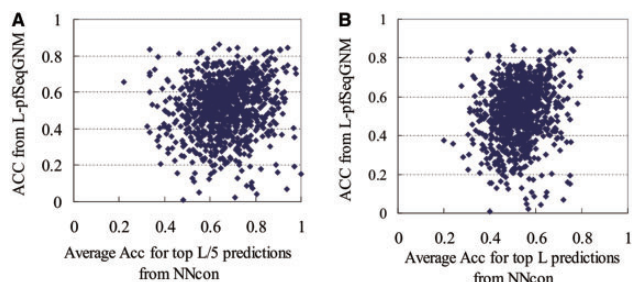 A
1
0.8
0.6
0.4
0.2
0
0 0.2 0.4 0.6 0.8 1
ACC from L-pfSeqGNM
Average Acc for top L/5 predictions
from NNcon
B
1
0.8
0.6
0.4
0.2
0
0 0.2 0.4 0.6 0.8 1
ACC from L-pfSeqGNM
Average Acc for top L predictions
from NNcon